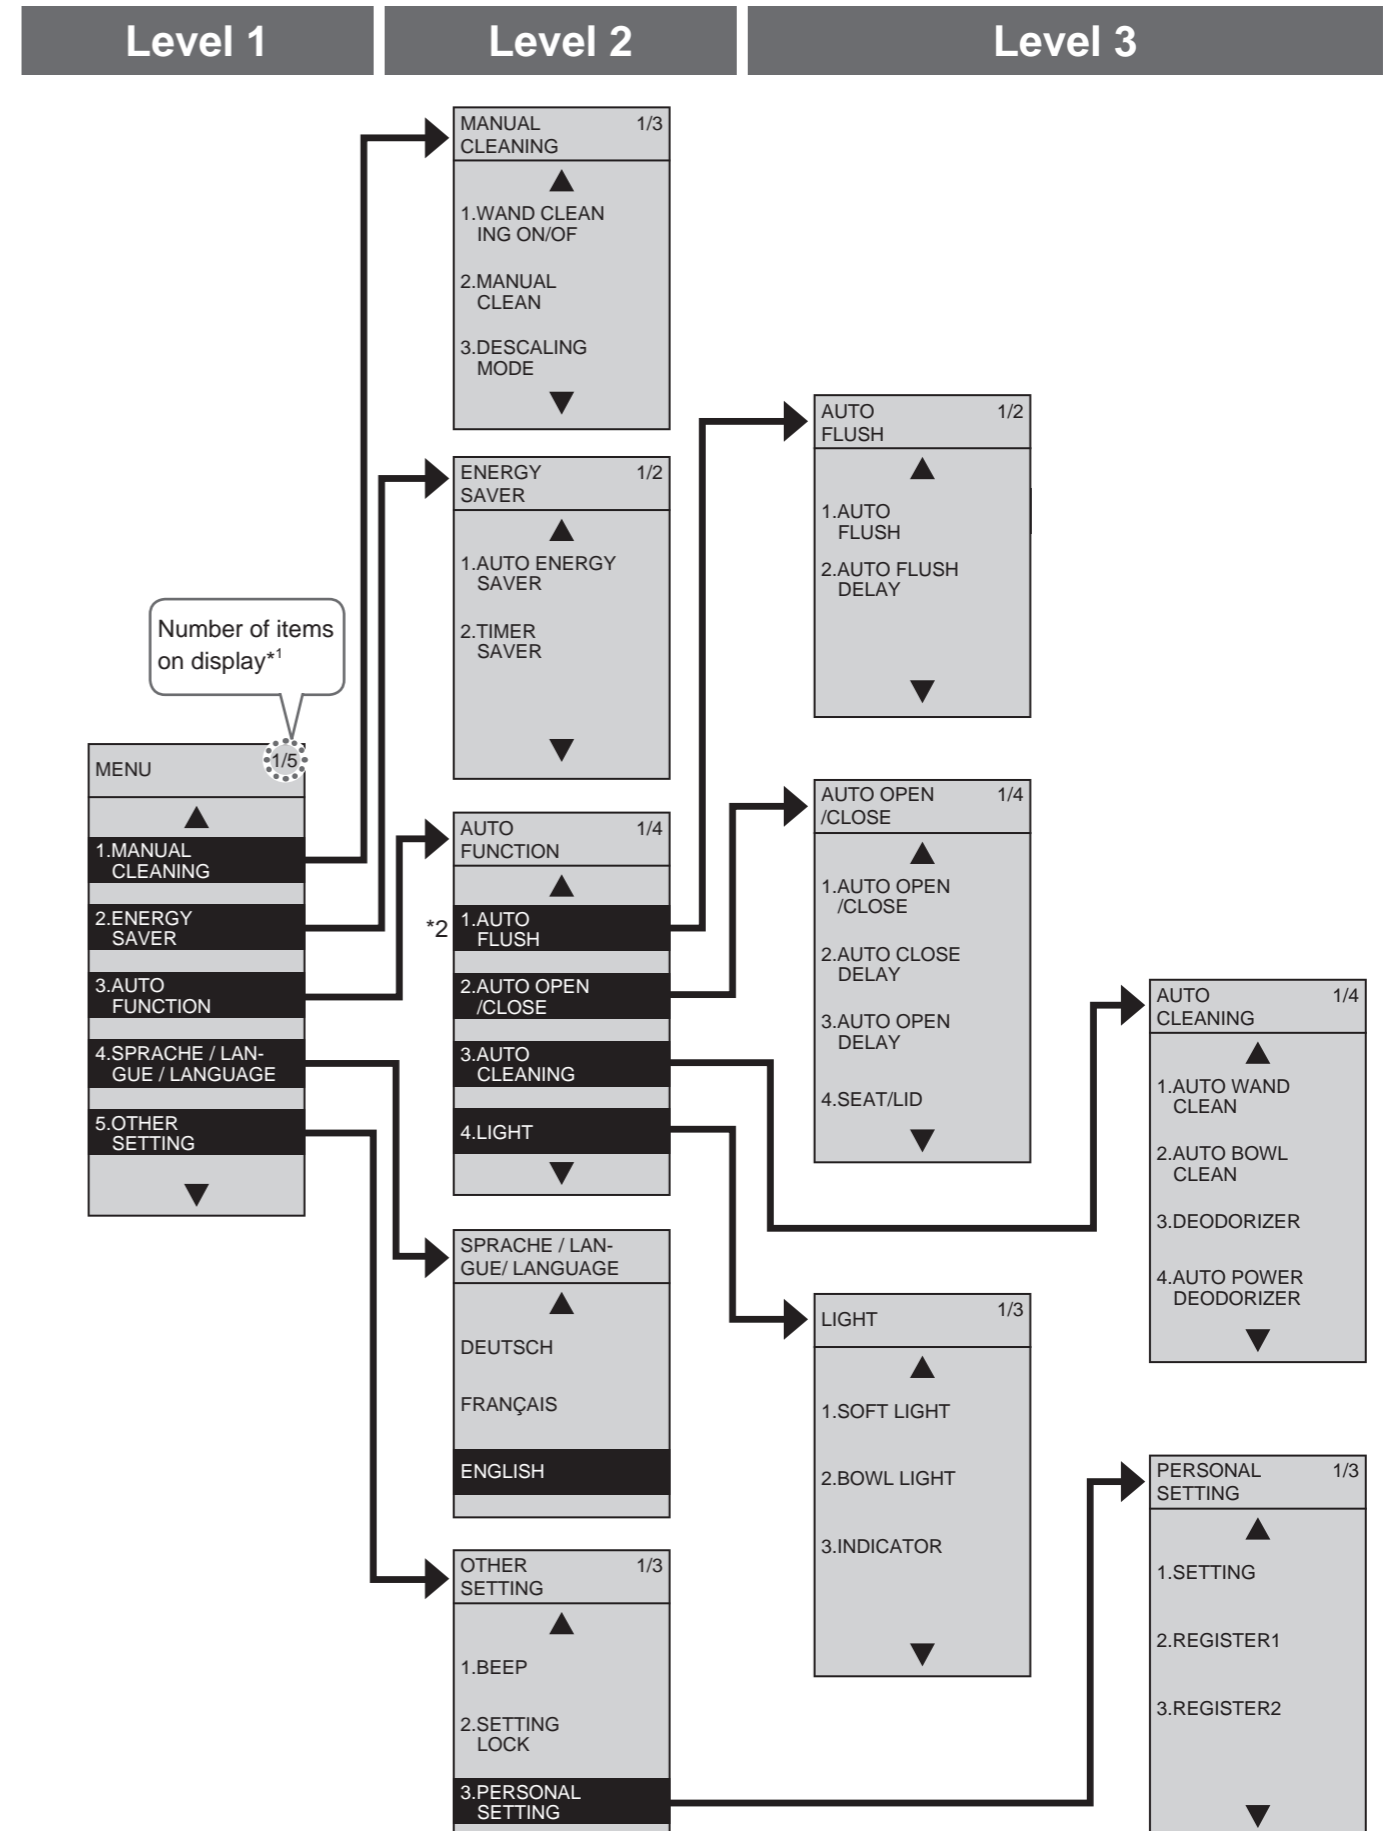 Level 1
Level 2
Level 3
MANUAL 1/3
CLEANING
1.WAND CLEAN
ING ON/OF
2.MANUAL
CLEAN
3.DESCALING
MODE
ENERGY 1/2
SAVER
1.AUTO ENERGY
SAVER
2.TIMER
SAVER
Number of items
on display*1
MENU 1/5
1.MANUAL
CLEANING
2.ENERGY
SAVER
3.AUTO
FUNCTION
4.SPRACHE / LAN-
GUE / LANGUAGE
5.OTHER
SETTING
AUTO 1/4
FUNCTION
*2
1.AUTO
FLUSH
2.AUTO OPEN
/CLOSE
3.AUTO
CLEANING
4.LIGHT
SPRACHE / LAN-
GUE/ LANGUAGE
DEUTSCH
FRANÇAIS
ENGLISH
OTHER 1/3
SETTING
1.BEEP
2.SETTING
LOCK
3.PERSONAL
SETTING
AUTO 1/2
FLUSH
1.AUTO
FLUSH
2.AUTO FLUSH
DELAY
AUTO OPEN 1/4
/CLOSE
1.AUTO OPEN
/CLOSE
2.AUTO CLOSE
DELAY
3.AUTO OPEN
DELAY
4.SEAT/LID
LIGHT 1/3
1.SOFT LIGHT
2.BOWL LIGHT
3.INDICATOR
AUTO 1/4
CLEANING
1.AUTO WAND
CLEAN
2.AUTO BOWL
CLEAN
3.DEODORIZER
4.AUTO POWER
DEODORIZER
PERSONAL 1/3
SETTING
1.SETTING
2.REGISTER1
3.REGISTER2